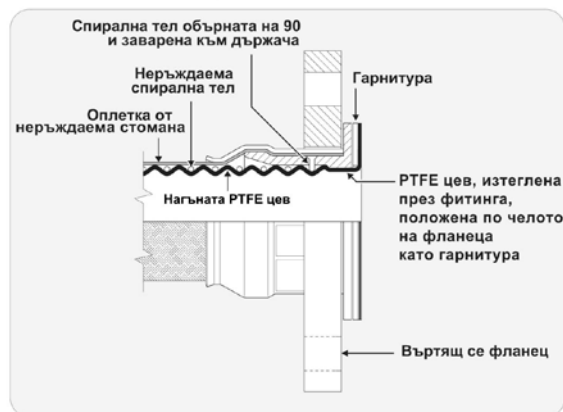 Спирална тел обърната на 90
и заварена към държача
Неръждаема
спирална тел
Гарнитура
Оплетка от
неръждаема стомана
Нагъната PTFE цев
PTFE цев, изтеглена
през фитинга,
положена по челото
на фланеца
като гарнитура
Въртящ се фланец